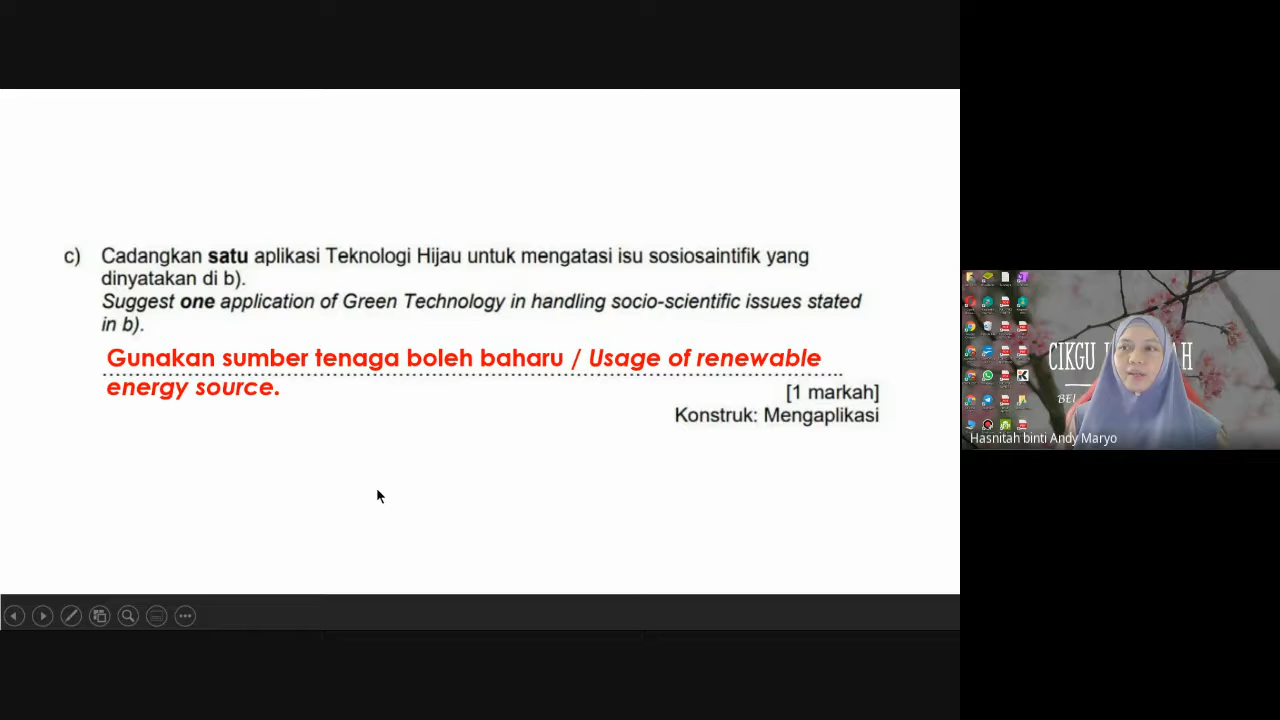 c) Cadangkan satu aplikasi Teknologi Hijau untuk mengatasi isu sosiosaintifik yang
dinyatakan di b).
Suggest one application of Green Technology in handling socio-scientific issues stated
in b).
Gunakan sumber tenaga boleh baharu / Usage of renewable
energy source.
[1 markah]
Konstruk: Mengaplikasi
CIKGU
Hasnitah binti Andy Maryo